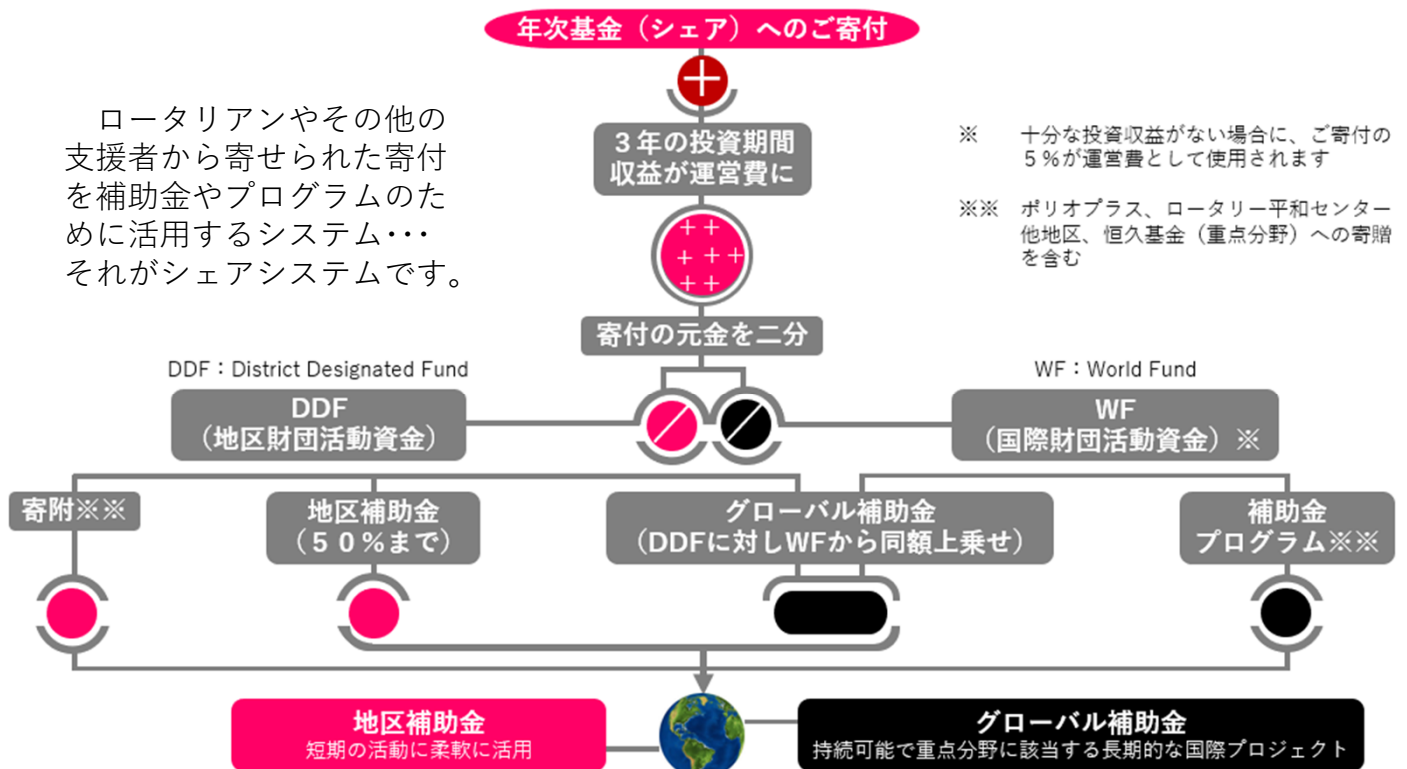 年次基金（シェア）へのご寄付
　ロータリアンやその他の
支援者から寄せられた寄付
を補助金やプログラムのた
めに活用するシステム･･･
それがシェアシステムです。
３年の投資期間
収益が運営費に
※　十分な投資収益がない場合に、ご寄付の
５％が運営費として使用されます
※※　ポリオプラス、ロータリー平和センター
他地区、恒久基金（重点分野）への寄贈
を含む
寄付の元金を二分
DDF：District Designated Fund
WF：World Fund
DDF
（地区財団活動資金）
WF
（国際財団活動資金）※
寄附※※
地区補助金
（５０％まで）
グローバル補助金
（DDFに対しWFから同額上乗せ）
補助金
プログラム※※
地区補助金
短期の活動に柔軟に活用
グローバル補助金
持続可能で重点分野に該当する長期的な国際プロジェクト